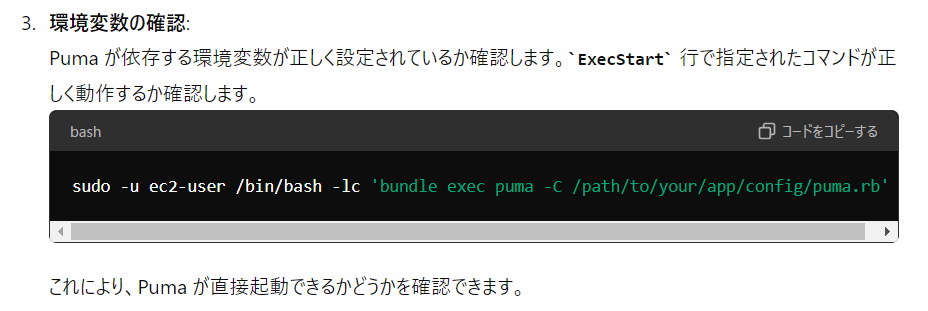 3. 環境変数の確認:
Puma が依存する環境変数が正しく設定されているか確認します。`ExecStart` 行で指定されたコマンドが正
しく動作するか確認します。
bash コードをコピーする
sudo -u ec2-user /bin/bash -lc 'bundle exec puma -C /path/to/your/app/config/puma.rb'
これにより、Puma が直接起動できるかどうかを確認できます。